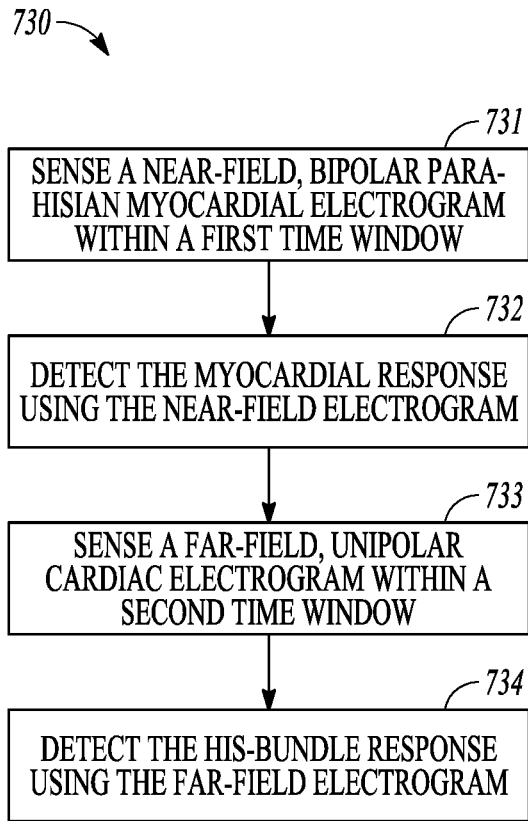 730
731
SENSE A NEAR-FIELD, BIPOLAR PARA-
HISIAN MYOCARDIAL ELECTROGRAM
WITHIN A FIRST TIME WINDOW
732
DETECT THE MYOCARDIAL RESPONSE
USING THE NEAR-FIELD ELECTROGRAM
733
SENSE A FAR-FIELD, UNIPOLAR
CARDIAC ELECTROGRAM WITHIN A
SECOND TIME WINDOW
734
DETECT THE HIS-BUNDLE RESPONSE
USING THE FAR-FIELD ELECTROGRAM